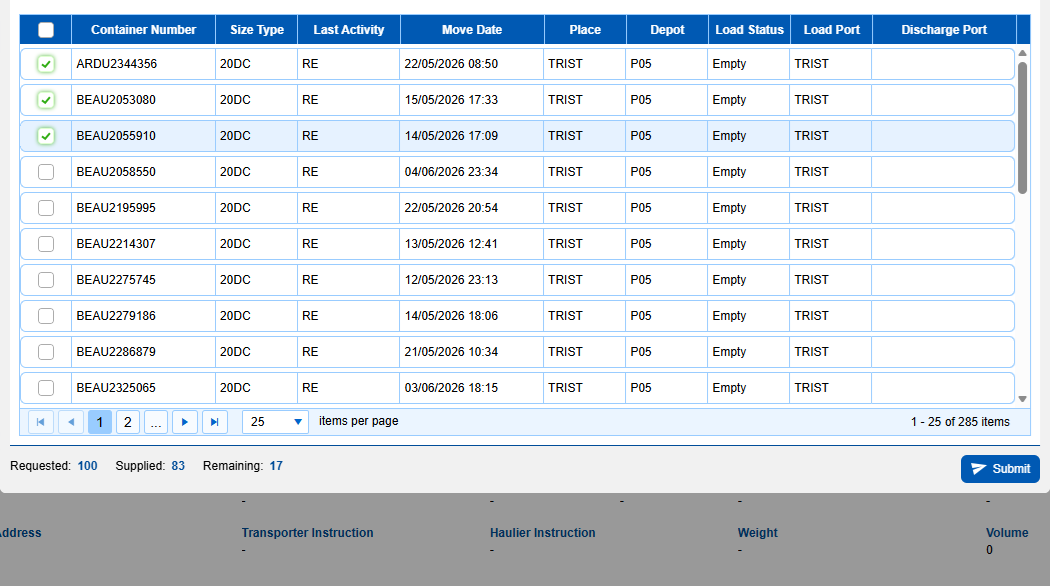 Container Number Size Type Last Activity Move Date Place Depot Load Status Load Port Discharge Port
ARDU2344356 20DC RE 22/05/2026 08:50 TRIST P05 Empty TRIST
BEAU2053080 20DC RE 15/05/2026 17:33 TRIST P05 Empty TRIST
BEAU2055910 20DC RE 14/05/2026 17:09 TRIST P05 Empty TRIST
BEAU2058550 20DC RE 04/06/2026 23:34 TRIST P05 Empty TRIST
BEAU2195995 20DC RE 22/05/2026 20:54 TRIST P05 Empty TRIST
BEAU2214307 20DC RE 13/05/2026 12:41 TRIST P05 Empty TRIST
BEAU2275745 20DC RE 12/05/2026 23:13 TRIST P05 Empty TRIST
BEAU2279186 20DC RE 14/05/2026 18:06 TRIST P05 Empty TRIST
BEAU2286879 20DC RE 21/05/2026 10:34 TRIST P05 Empty TRIST
BEAU2325065 20DC RE 03/06/2026 18:15 TRIST P05 Empty TRIST
1 2 ... 25 items per page 1 - 25 of 285 items
Requested: 100 Supplied: 83 Remaining: 17 Submit
- - - - -
ddress Transporter Instruction Haulier Instruction Weight Volume
- - - 0